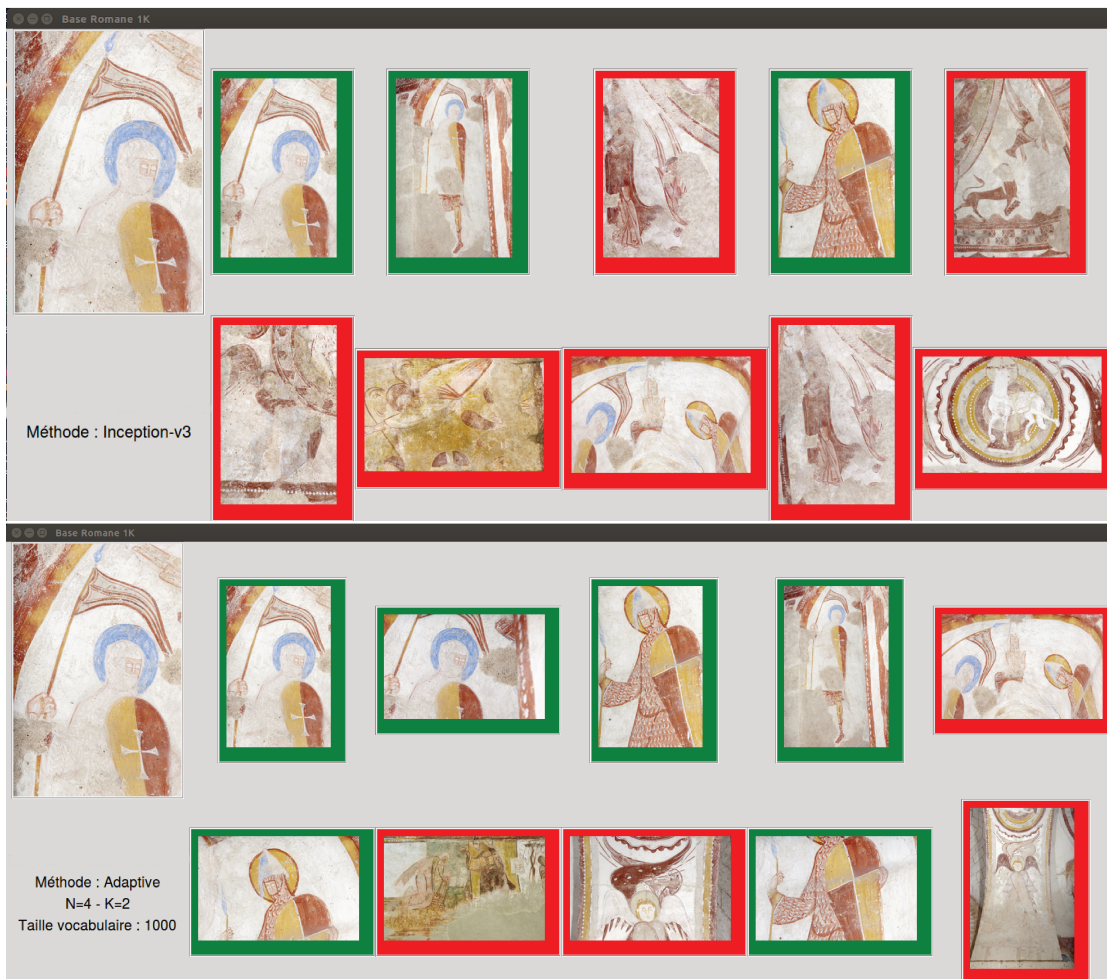 Base Romane 1K
Méthode : Inception-v3
Base Romane 1K
Méthode : Adaptive
N=4 - K=2
Taille vocabulaire : 1000